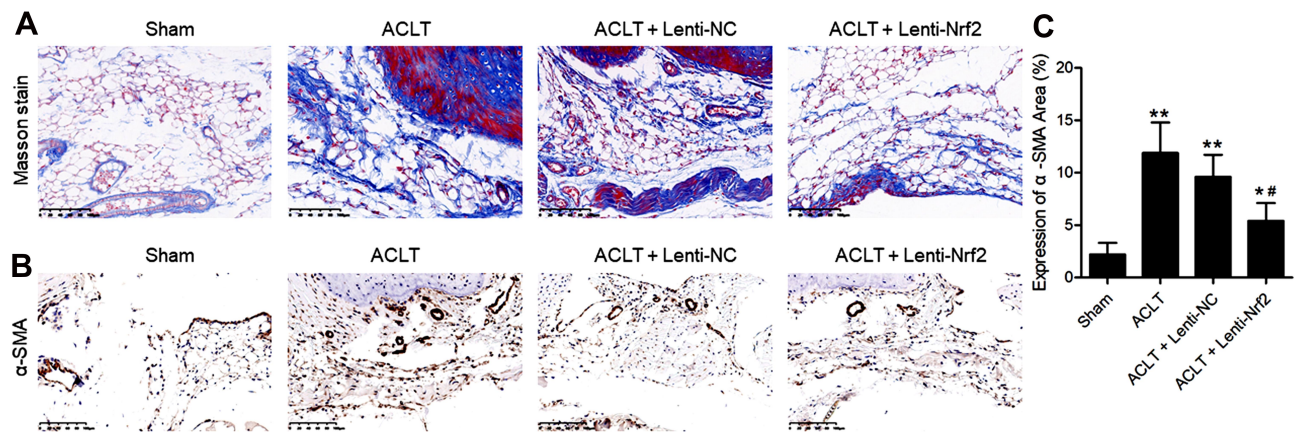 A
Sham
ACLT
ACLT + Lenti-NC
ACLT + Lenti-Nrf2
Masson stain
B
Sham
ACLT
ACLT + Lenti-NC
ACLT + Lenti-Nrf2
α-SMA
C
Expression of α -SMA Area (%)
20
15
10
5
0
**
**
* #
Sham
ACLT
ACLT + Lenti-NC
ACLT + Lenti-Nrf2